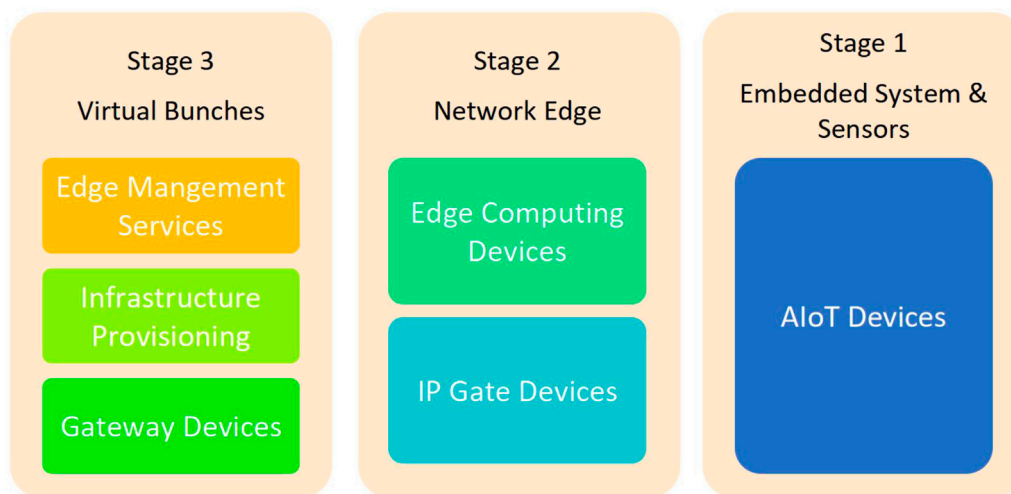 Stage 3
Virtual Bunches
Edge Mangement
Services
Infrastructure
Provisioning
Gateway Devices
Stage 2
Network Edge
Edge Computing
Devices
IP Gate Devices
Stage 1
Embedded System &
Sensors
AIoT Devices